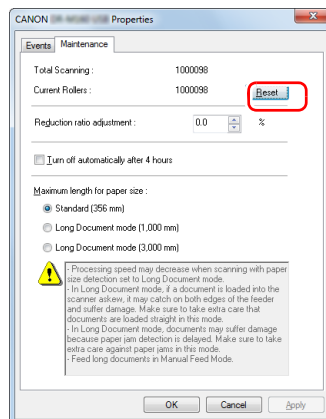 CANON Properties
Events Maintenance
Total Scanning : 1000098
Current Rollers : 1000098 Reset
Reduction ratio adjustment : 0.0 %
Turn off automatically after 4 hours
Maximum length for paper size :
Standard (356 mm)
Long Document mode (1,000 mm)
Long Document mode (3,000 mm)
- Processing speed may decrease when scanning with paper
size detection set to Long Document mode.
- In Long Document mode, if a document is loaded into the
scanner askew, it may catch on both edges of the feeder
and suffer damage. Make sure to take extra care that
documents are loaded straight in this mode.
- In Long Document mode, documents may suffer damage
because paper jam detection is delayed. Make sure to take
extra care against paper jams in this mode.
- Feed long documents in Manual Feed Mode.
OK Cancel Apply